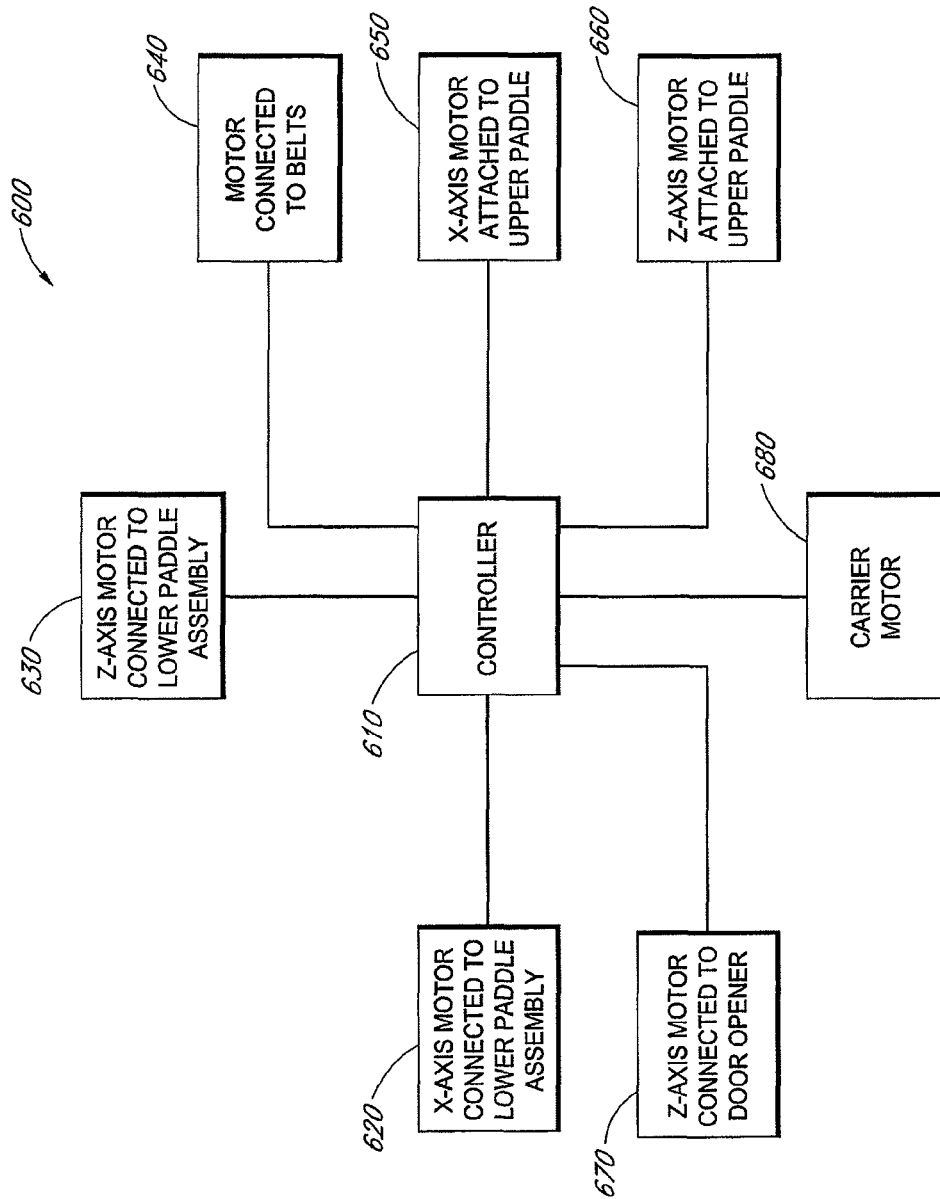 600
630
Z-AXIS MOTOR
CONNECTED TO
LOWER PADDLE
ASSEMBLY
640
MOTOR
CONNECTED
TO BELTS
620
X-AXIS MOTOR
CONNECTED TO
LOWER PADDLE
ASSEMBLY
610
CONTROLLER
650
X-AXIS MOTOR
ATTACHED TO
UPPER PADDLE
670
Z-AXIS MOTOR
CONNECTED TO
DOOR OPENER
680
CARRIER
MOTOR
660
Z-AXIS MOTOR
ATTACHED TO
UPPER PADDLE